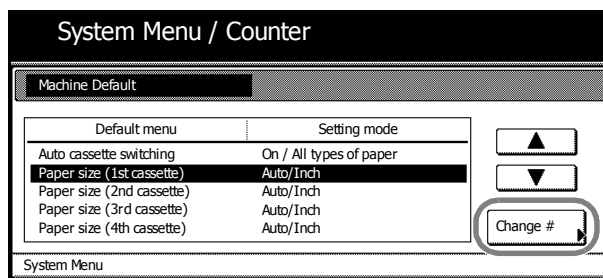 System Menu / Counter
Machine Default
Default menu Setting mode
Auto cassette switching On / All types of paper
Paper size (1st cassette) Auto/Inch
Paper size (2nd cassette) Auto/Inch
Paper size (3rd cassette) Auto/Inch
Paper size (4th cassette) Auto/Inch
Change #
System Menu